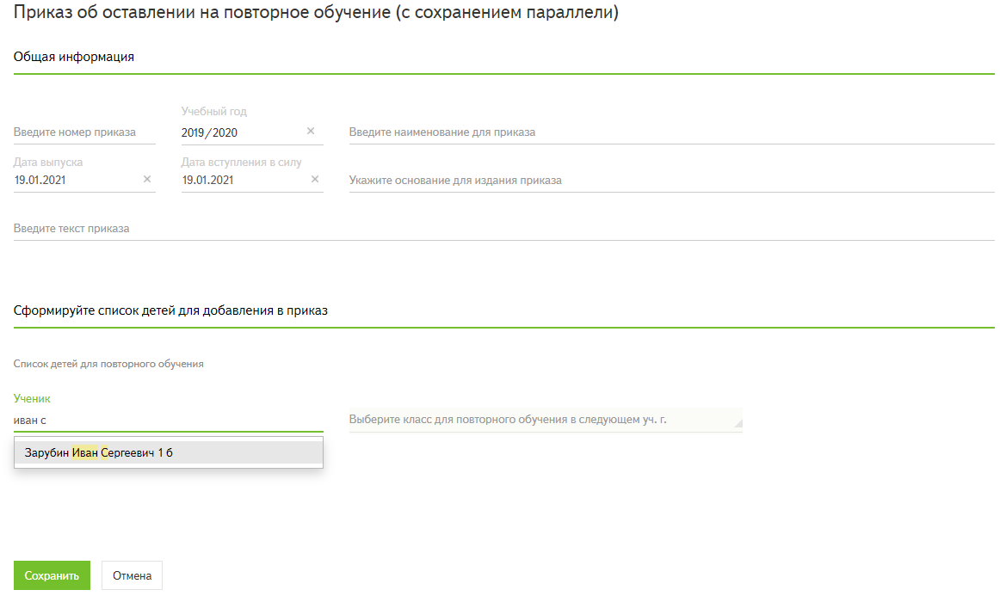 Приказ об оставлении на повторное обучение (с сохранением параллели)
Общая информация
Учебный год
Введите номер приказа 2019/2020 × Введите наименование для приказа
Дата выпуска Дата вступления в силу
19.01.2021 × 19.01.2021 × Укажите основание для издания приказа
Введите текст приказа
Сформируйте список детей для добавления в приказ
Список детей для повторного обучения
Ученик
иван с Выберите класс для повторного обучения в следующем уч. г.
Зарубин Иван Сергеевич 1 б
Сохранить Отмена